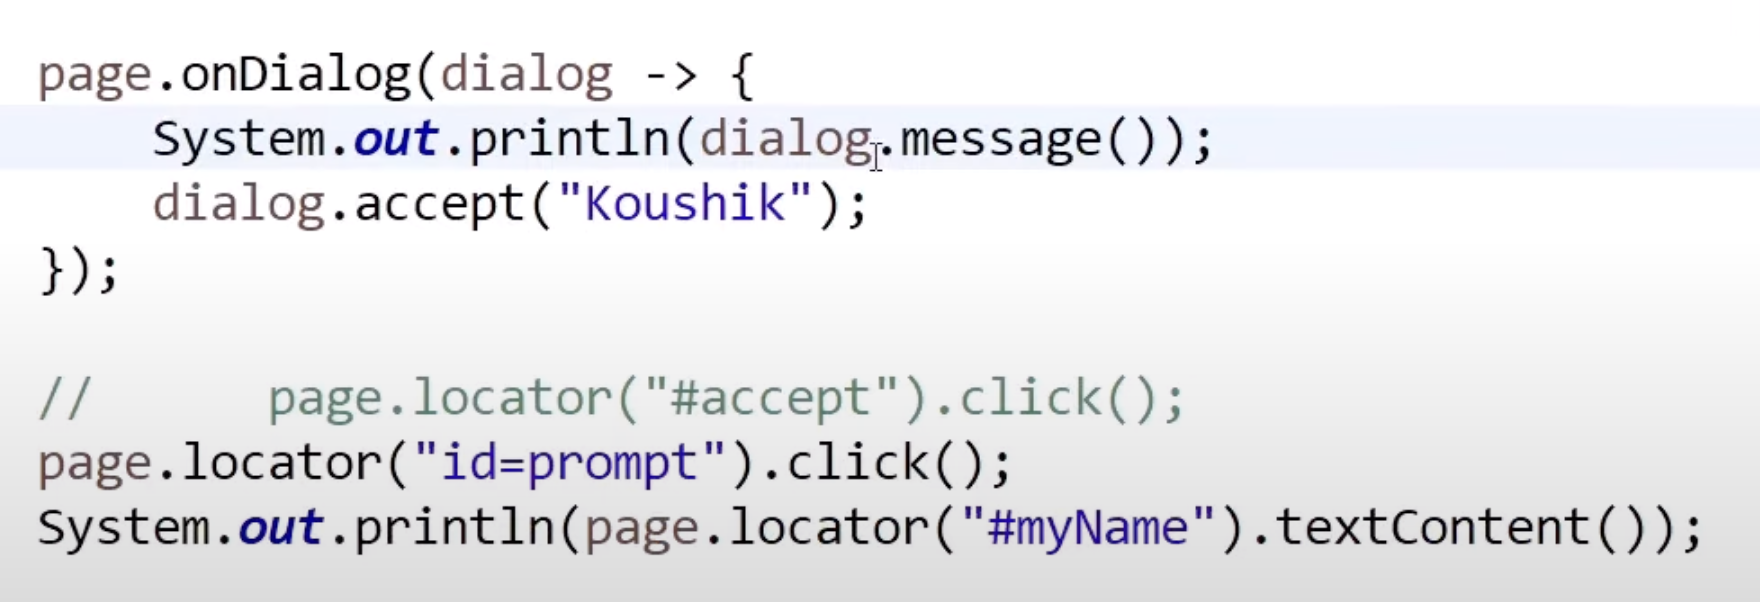 page.onDialog(dialog -> {
    System.out.println(dialog.message());
    dialog.accept("Koushik");
});
//      page.locator("#accept").click();
page.locator("id=prompt").click();
System.out.println(page.locator("#myName").textContent());